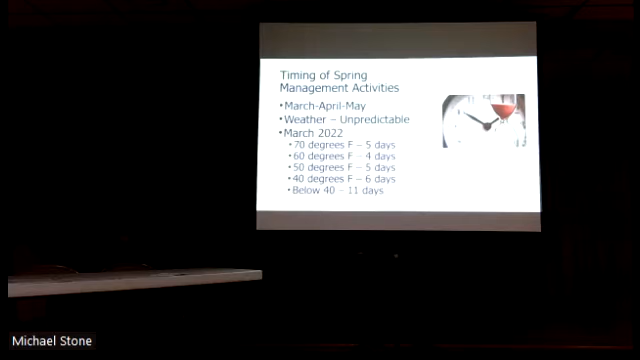 Timing of Spring
Management Activities
•March-April-May
•Weather – Unpredictable
•March 2022
•70 degrees F – 5 days
•60 degrees F – 4 days
•50 degrees F – 5 days
•40 degrees F – 6 days
•Below 40 – 11 days
Michael Stone